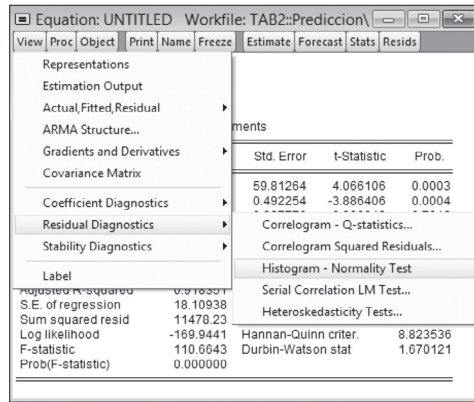 Equation: UNTITLED Workfile: TAB2::Prediccion\
View Proc Object Print Name Freeze Estimate Forecast Stats Resids
Representations
Estimation Output
Actual,Fitted,Residual
ARMA Structure...
Gradients and Derivatives
Covariance Matrix
Coefficient Diagnostics
Residual Diagnostics
Stability Diagnostics
Label
ments
Std. Error t-Statistic Prob.
59.81264 4.066106 0.0003
0.492254 -3.886406 0.0004
Correlogram - Q-statistics...
Correlogram Squared Residuals...
Histogram - Normality Test
Serial Correlation LM Test...
Heteroskedasticity Tests...
Adjusted R-squared 0.918351
S.E. of regression 18.10938
Sum squared resid 11478.23
Log likelihood -169.9441 Hannan-Quinn criter. 8.823536
F-statistic 110.6643 Durbin-Watson stat 1.670121
Prob(F-statistic) 0.000000